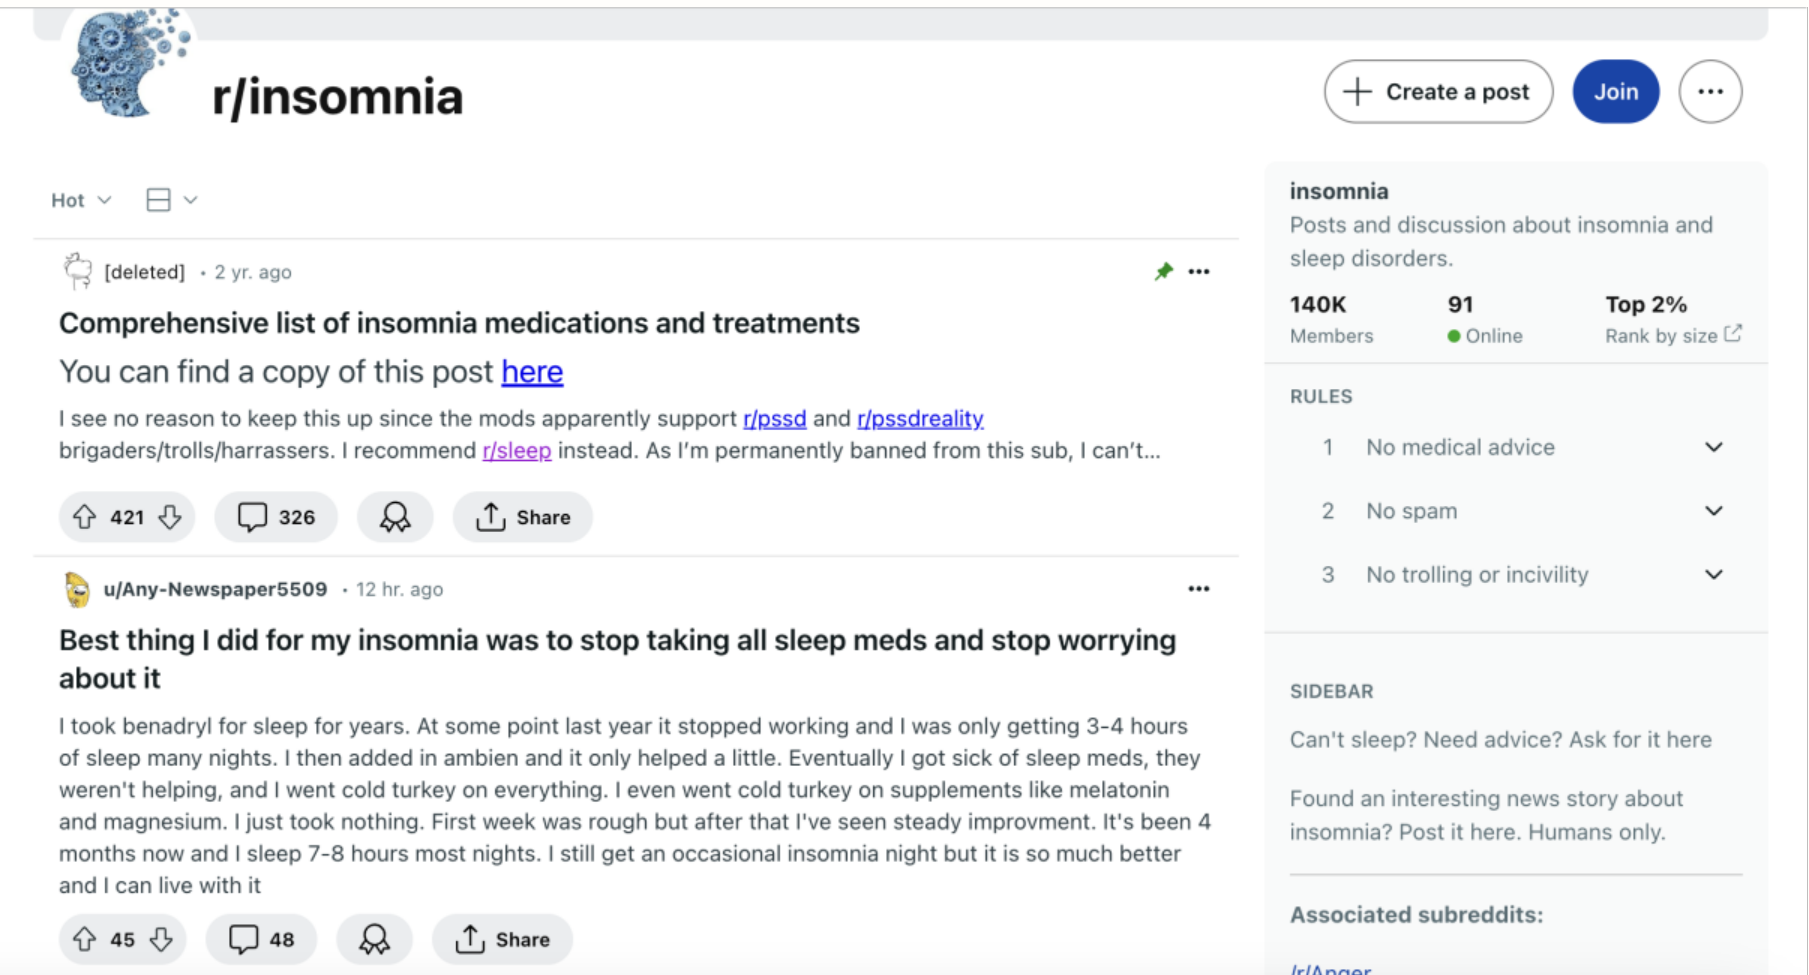 r/insomnia
Create a post
Join
Hot
[deleted] • 2 yr. ago
Comprehensive list of insomnia medications and treatments
You can find a copy of this post here
I see no reason to keep this up since the mods apparently support r/pssd and r/pssdreality
brigaders/trolls/harrassers. I recommend r/sleep instead. As I’m permanently banned from this sub, I can’t...
421
326
Share
u/Any-Newspaper5509 • 12 hr. ago
Best thing I did for my insomnia was to stop taking all sleep meds and stop worrying
about it
I took benadryl for sleep for years. At some point last year it stopped working and I was only getting 3-4 hours
of sleep many nights. I then added in ambien and it only helped a little. Eventually I got sick of sleep meds, they
weren't helping, and I went cold turkey on everything. I even went cold turkey on supplements like melatonin
and magnesium. I just took nothing. First week was rough but after that I've seen steady improvment. It's been 4
months now and I sleep 7-8 hours most nights. I still get an occasional insomnia night but it is so much better
and I can live with it
45
48
Share
insomnia
Posts and discussion about insomnia and
sleep disorders.
140K 91 Top 2%
Members Online Rank by size
RULES
1 No medical advice
2 No spam
3 No trolling or incivility
SIDEBAR
Can't sleep? Need advice? Ask for it here
Found an interesting news story about
insomnia? Post it here. Humans only.
Associated subreddits:
/r/Anger